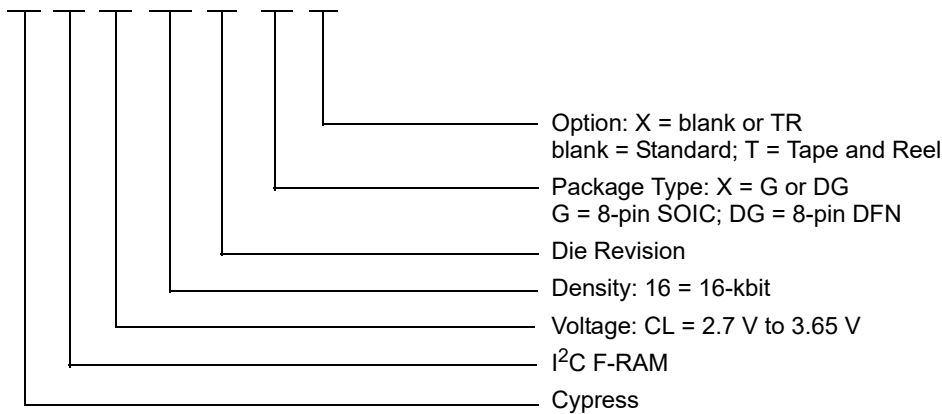 Option: X = blank or TR
blank = Standard; T = Tape and Reel
Package Type: X = G or DG
G = 8-pin SOIC; DG = 8-pin DFN
Die Revision
Density: 16 = 16-kbit
Voltage: CL = 2.7 V to 3.65 V
I²C F-RAM
Cypress